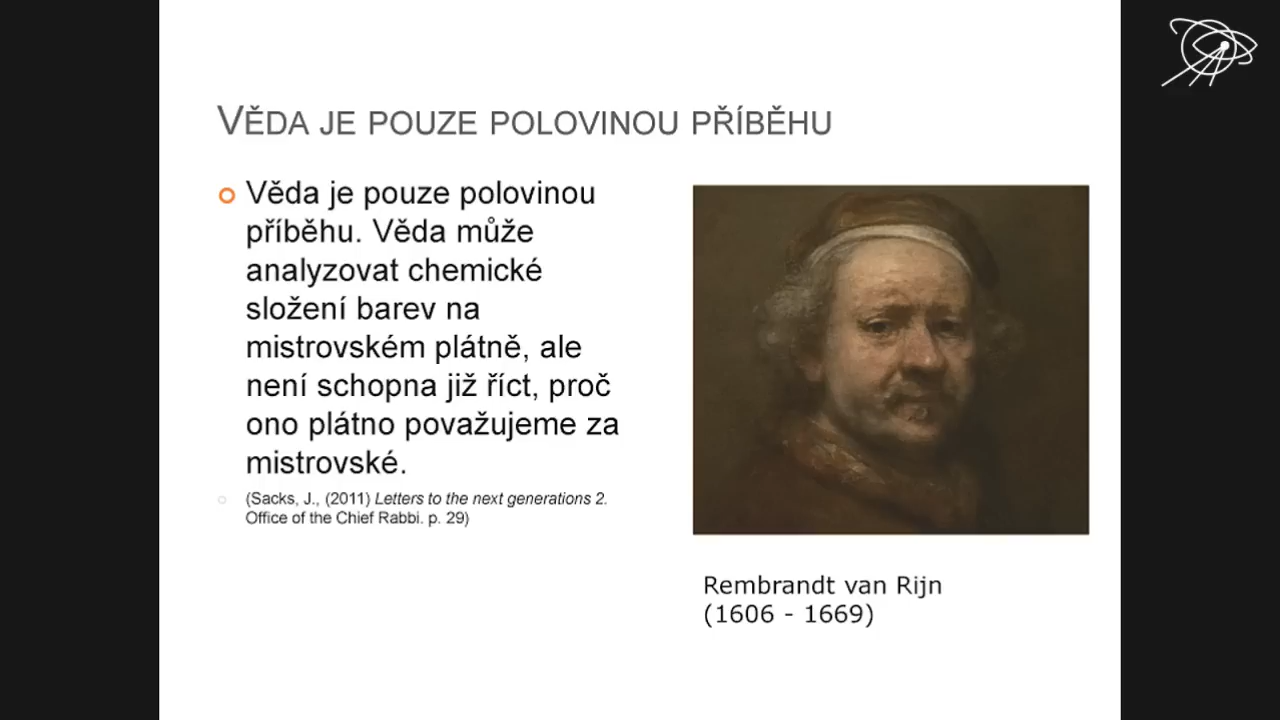 VĚDA JE POUZE POLOVINOU PŘÍBĚHU
Věda je pouze polovinou
příběhu. Věda může
analyzovat chemické
složení barev na
mistrovském plátně, ale
není schopna již říct, proč
ono plátno považujeme za
mistrovské.
(Sacks, J., (2011) Letters to the next generations 2.
Office of the Chief Rabbi. p. 29)
Rembrandt van Rijn
(1606 - 1669)